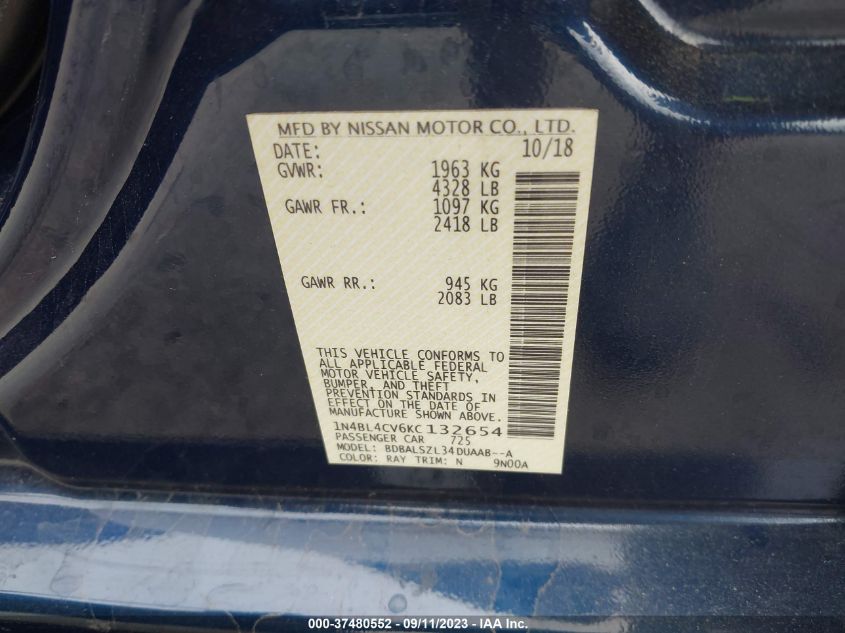 MFD BY NISSAN MOTOR CO., LTD.
DATE: 10/18
GVWR: 1963 KG
4328 LB
GAWR FR.: 1097 KG
2418 LB
GAWR RR.: 945 KG
2083 LB
THIS VEHICLE CONFORMS TO
ALL APPLICABLE FEDERAL
MOTOR VEHICLE SAFETY,
BUMPER, AND THEFT
PREVENTION STANDARDS IN
EFFECT ON THE DATE OF
MANUFACTURE SHOWN ABOVE.
1N4BL4CV6KC132654
PASSENGER CAR 725
MODEL: BDBALSZL34DUAAB--A
COLOR: RAY TRIM: N 9N00A
000-37480552 - 09/11/2023 - IAA Inc.